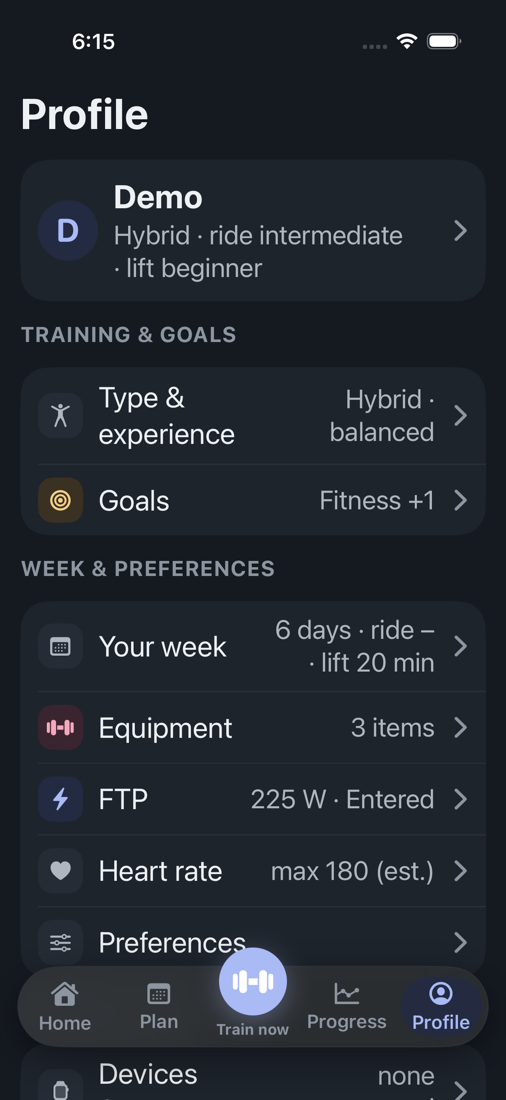 6:15
Profile
D
Demo
Hybrid · ride intermediate
· lift beginner
TRAINING & GOALS
Type &
experience
Hybrid ·
balanced
Goals
Fitness +1
WEEK & PREFERENCES
Your week
6 days · ride –
· lift 20 min
Equipment
3 items
FTP
225 W · Entered
Heart rate
max 180 (est.)
Preferences
Home
Plan
Train now
Progress
Profile
Devices
none